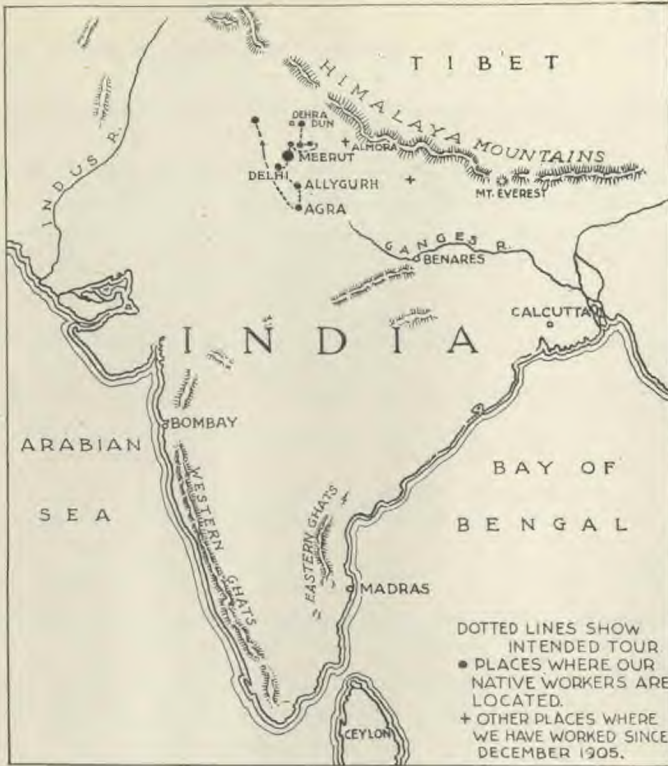 TIBET
HIMALAYA MOUNTAINS
INDUS R.
DEHRA
DUN
ALMORA
MEERUT
DELHI
MT. EVEREST
ALLYGURH
AGRA
GANGES R.
BENARES
CALCUTTA
INDIA
BOMBAY
ARABIAN
SEA
WESTERN GHATS
EASTERN GHATS
BAY OF
BENGAL
MADRAS
CEYLON
DOTTED LINES SHOW
INTENDED TOUR
• PLACES WHERE OUR
NATIVE WORKERS ARE
LOCATED.
+ OTHER PLACES WHERE
WE HAVE WORKED SINCE
DECEMBER 1905.